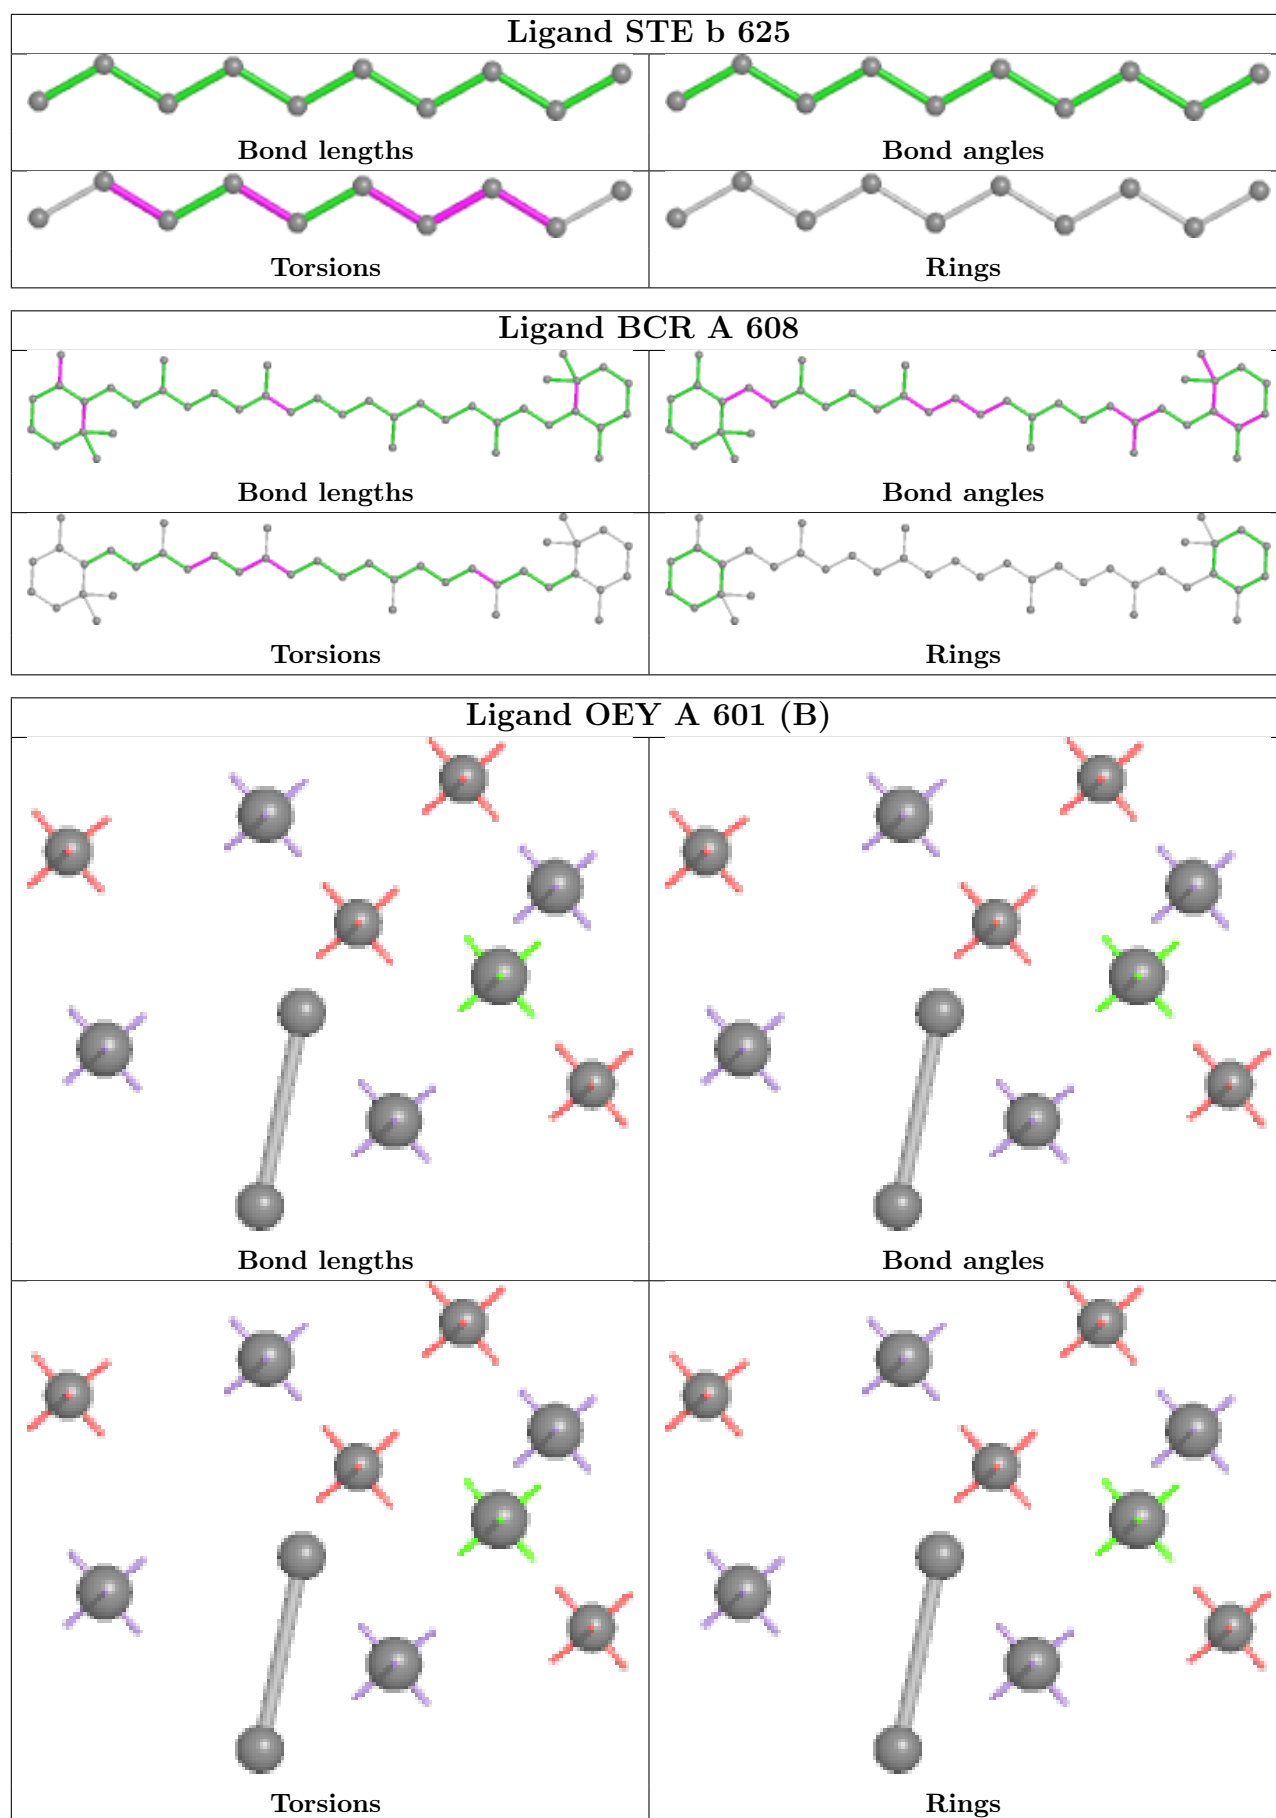 Ligand STE b 625
Bond lengths
Bond angles
Torsions
Rings
Ligand BCR A 608
Bond lengths
Bond angles
Torsions
Rings
Ligand OEY A 601 (B)
Bond lengths
Bond angles
Torsions
Rings